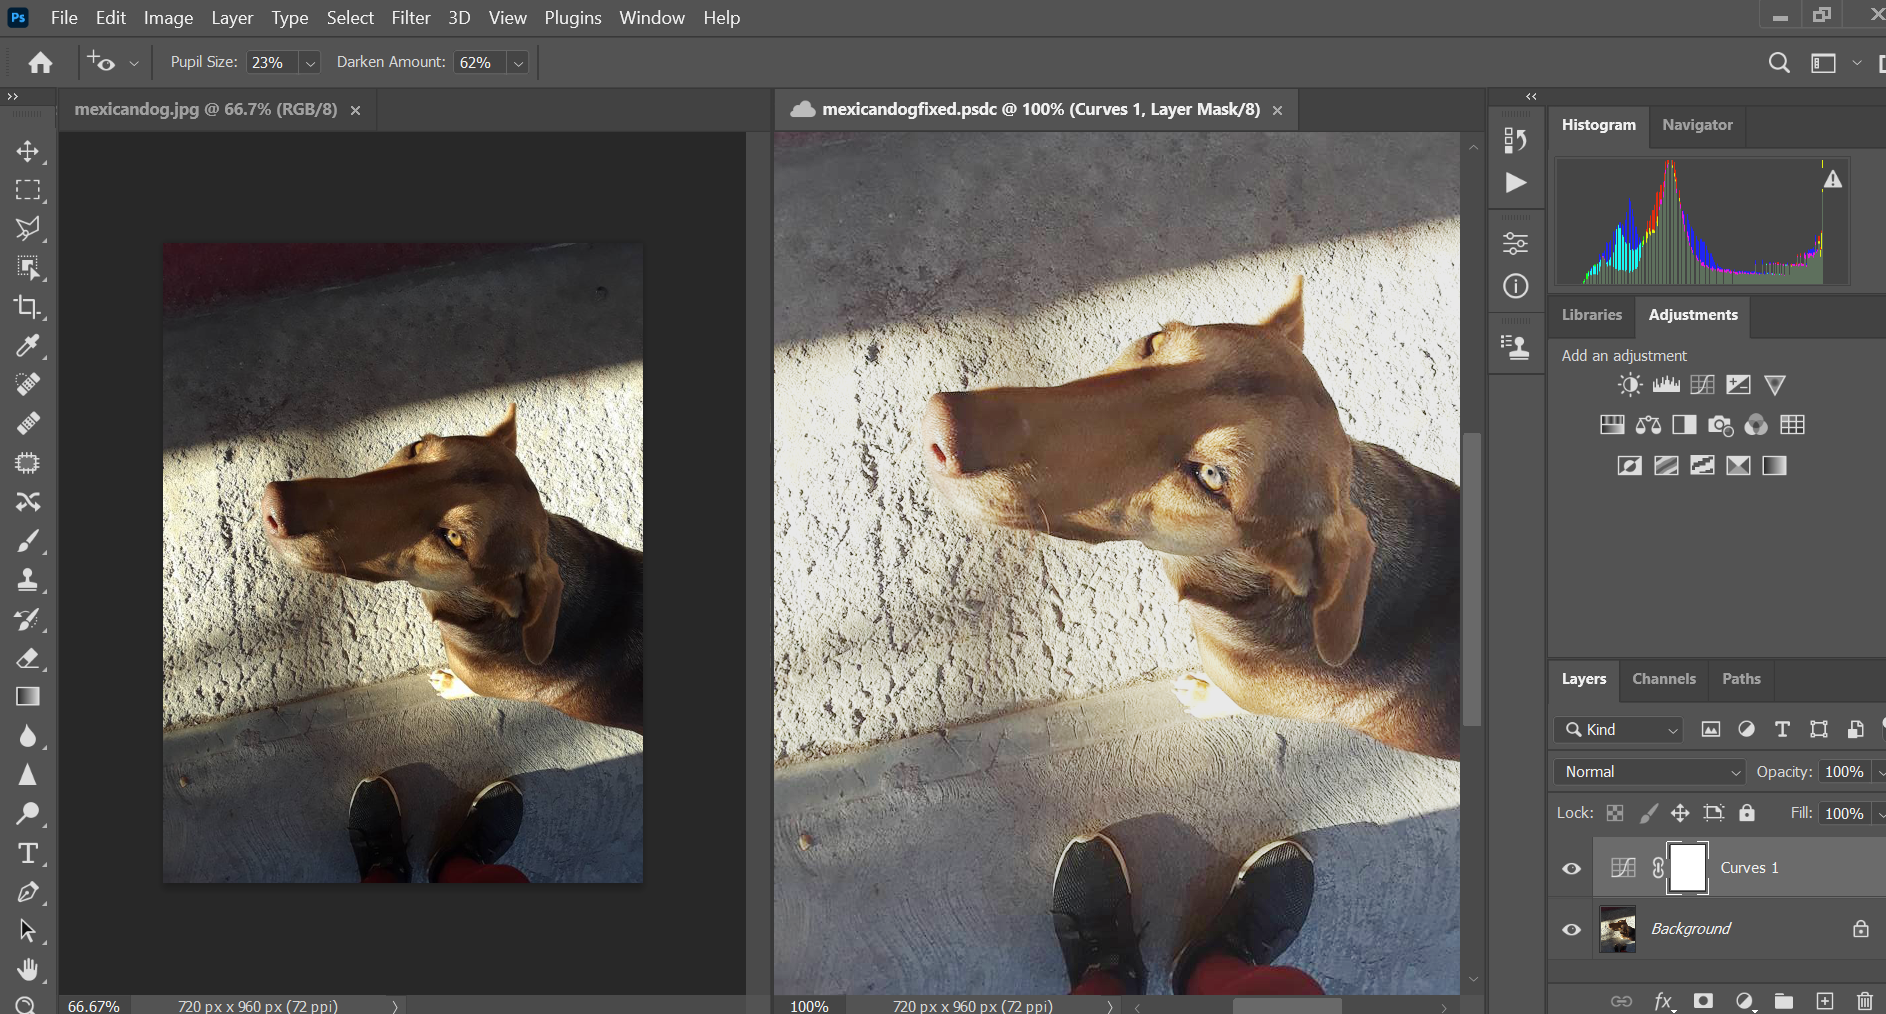 Ps File Edit Image Layer Type Select Filter 3D View Plugins Window Help
Pupil Size: 23% Darken Amount: 62%
mexicandog.jpg @ 66.7% (RGB/8) ×
mexicandogfixed.psdc @ 100% (Curves 1, Layer Mask/8) ×
Histogram Navigator
Libraries Adjustments
Add an adjustment
Layers Channels Paths
Kind
Normal Opacity: 100%
Lock: Fill: 100%
Curves 1
Background
66.67% 720 px x 960 px (72 ppi)
100% 720 px x 960 px (72 ppi)
fx